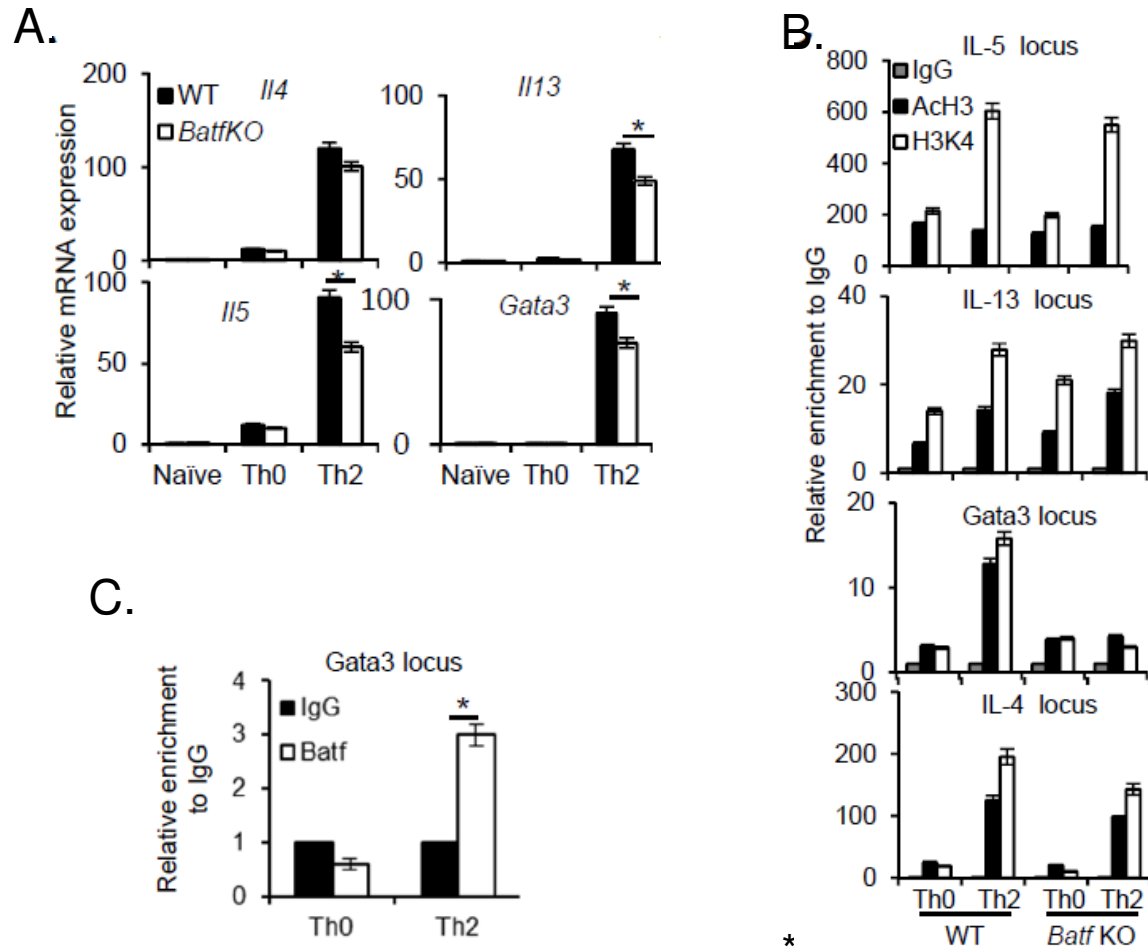 A.
Relative mRNA expression
200
100
0
Il4
WT
BatfKO
100
50
0
Il13
*
100
50
0
Il5
*
Naïve Th0 Th2
100
0
Gata3
*
Naïve Th0 Th2
B.
Relative enrichment to IgG
IL-5 locus
800
600
400
200
0
IgG
AcH3
H3K4
IL-13 locus
40
20
0
Gata3 locus
20
10
0
IL-4 locus
300
200
100
0
Th0 Th2 Th0 Th2
WT Batf KO
*
C.
Gata3 locus
Relative enrichment
to IgG
4
3
2
1
0
IgG
Batf
*
Th0 Th2